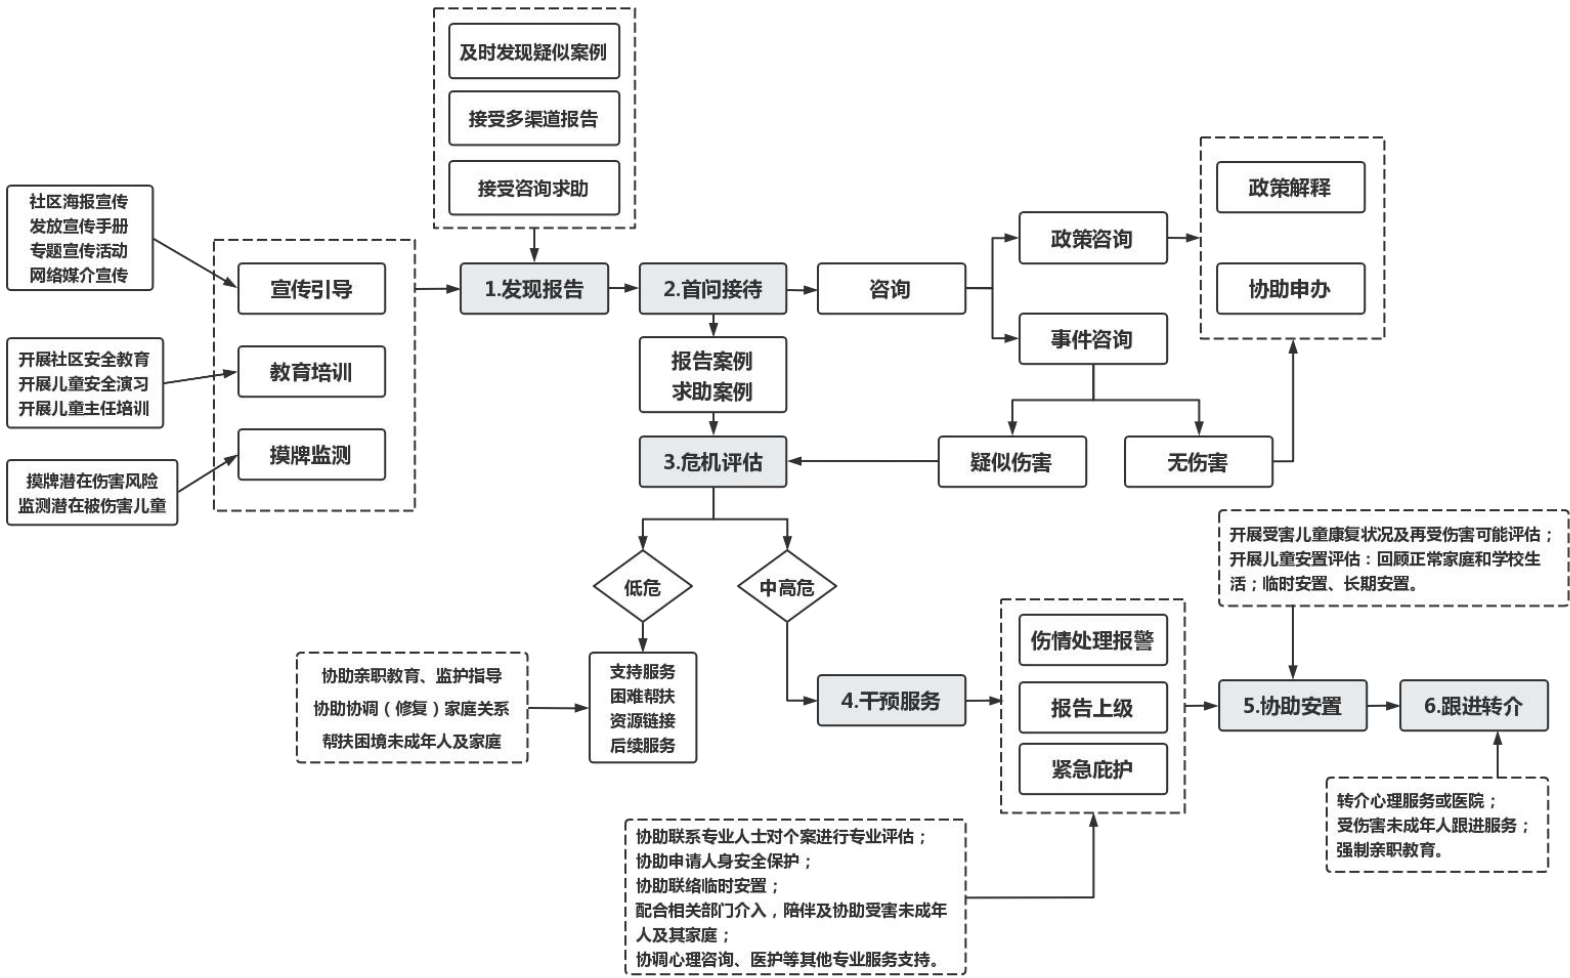 及时发现疑似案例
接受多渠道报告
接受咨询求助
社区海报宣传
发放宣传手册
专题宣传活动
网络媒介宣传
开展社区安全教育
开展儿童安全演习
开展儿童主任培训
摸牌潜在伤害风险
监测潜在被伤害儿童
宣传引导
教育培训
摸牌监测
1.发现报告
2.首问接待
咨询
政策咨询
事件咨询
政策解释
协助申办
报告案例
求助案例
3.危机评估
疑似伤害
无伤害
低危
中高危
协助亲职教育、监护指导
协助协调（修复）家庭关系
帮扶困境未成年人及家庭
支持服务
困难帮扶
资源链接
后续服务
4.干预服务
伤情处理报警
报告上级
紧急庇护
协助联系专业人士对个案进行专业评估；
协助申请人身安全保护；
协助联络临时安置；
配合相关部门介入，陪伴及协助受害未成年
人及其家庭；
协调心理咨询、医护等其他专业服务支持。
开展受害儿童康复状况及再受伤害可能评估；
开展儿童安置评估：回顾正常家庭和学校生
活；临时安置、长期安置。
5.协助安置
6.跟进转介
转介心理服务或医院；
受伤害未成年人跟进服务；
强制亲职教育。